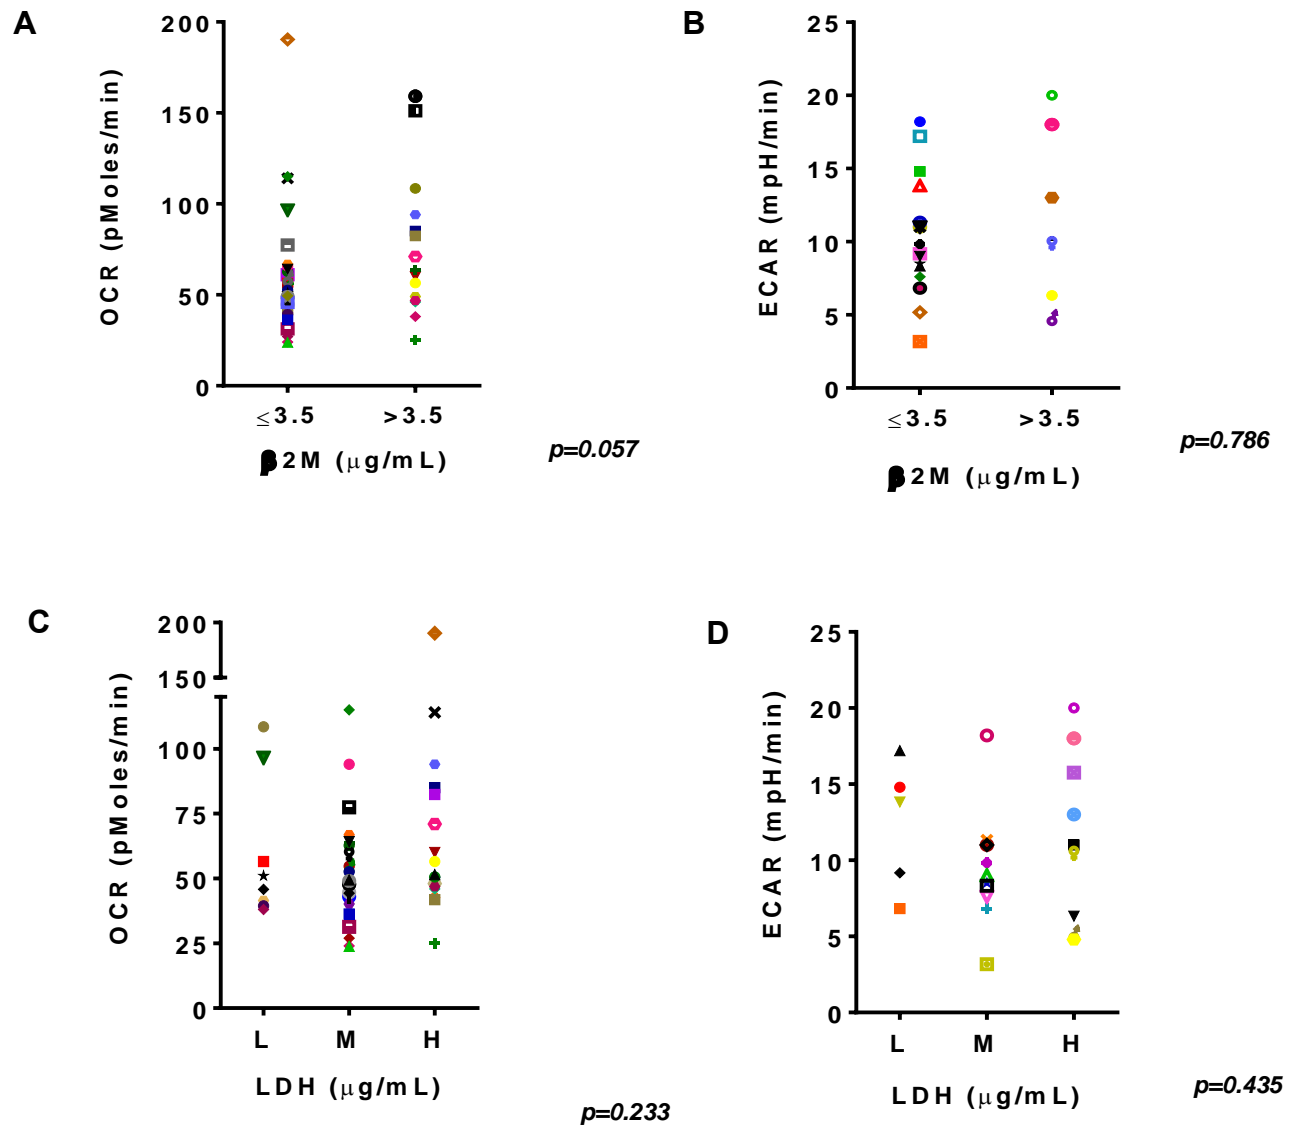 A
OCR (pMoles/min)
200
150
100
50
0
≤3.5 >3.5
β2M (μg/mL)
p=0.057
B
ECAR (mpH/min)
25
20
15
10
5
0
≤3.5 >3.5
β2M (μg/mL)
p=0.786
C
OCR (pMoles/min)
200
150
100
75
50
25
0
L M H
LDH (μg/mL)
p=0.233
D
ECAR (mpH/min)
25
20
15
10
5
0
L M H
LDH (μg/mL)
p=0.435